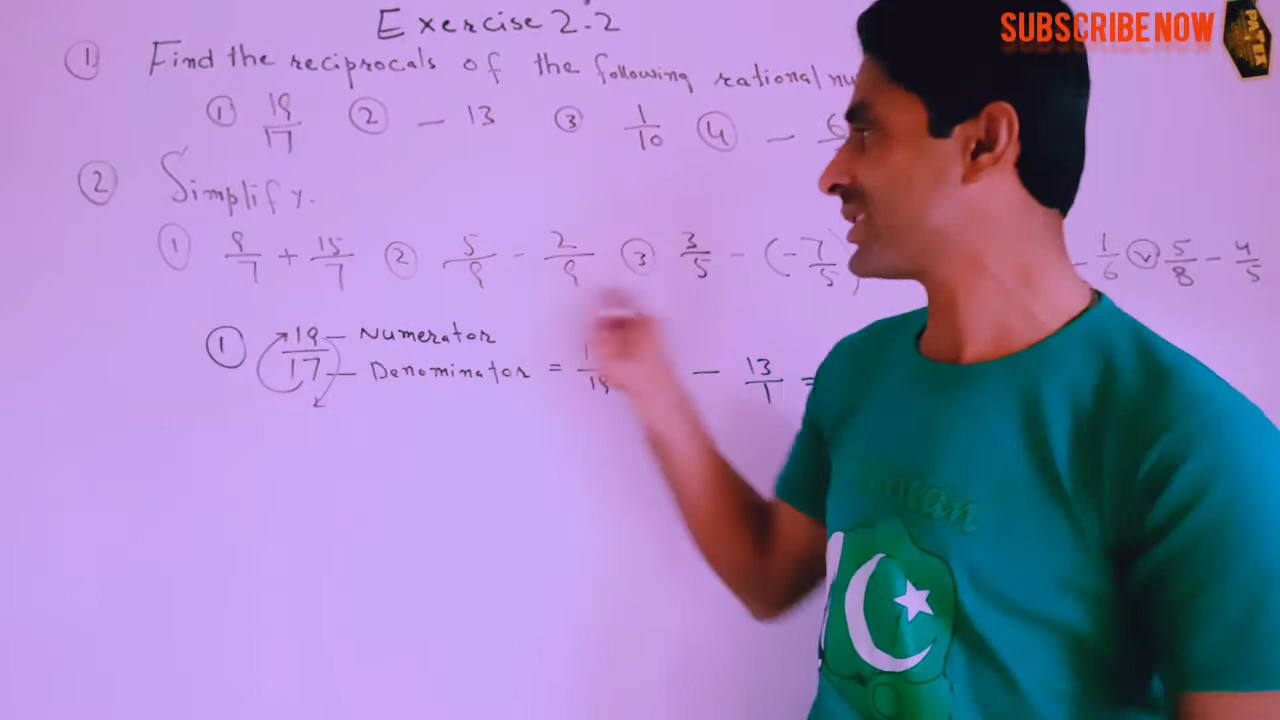 SUBSCRIBE NOW
Exercise 2.2
① Find the reciprocals of the following rational nu
① 19/17 ② - 13 ③ 1/10 ④ - 6
② Simplify.
① 9/7 + 15/7 ② 5/9 - 2/9 ③ 3/5 - (-7/5) - 1/6 ⓥ 5/8 - 4/5
① 19 — Numerator
17 — Denominator = - 13/1 =